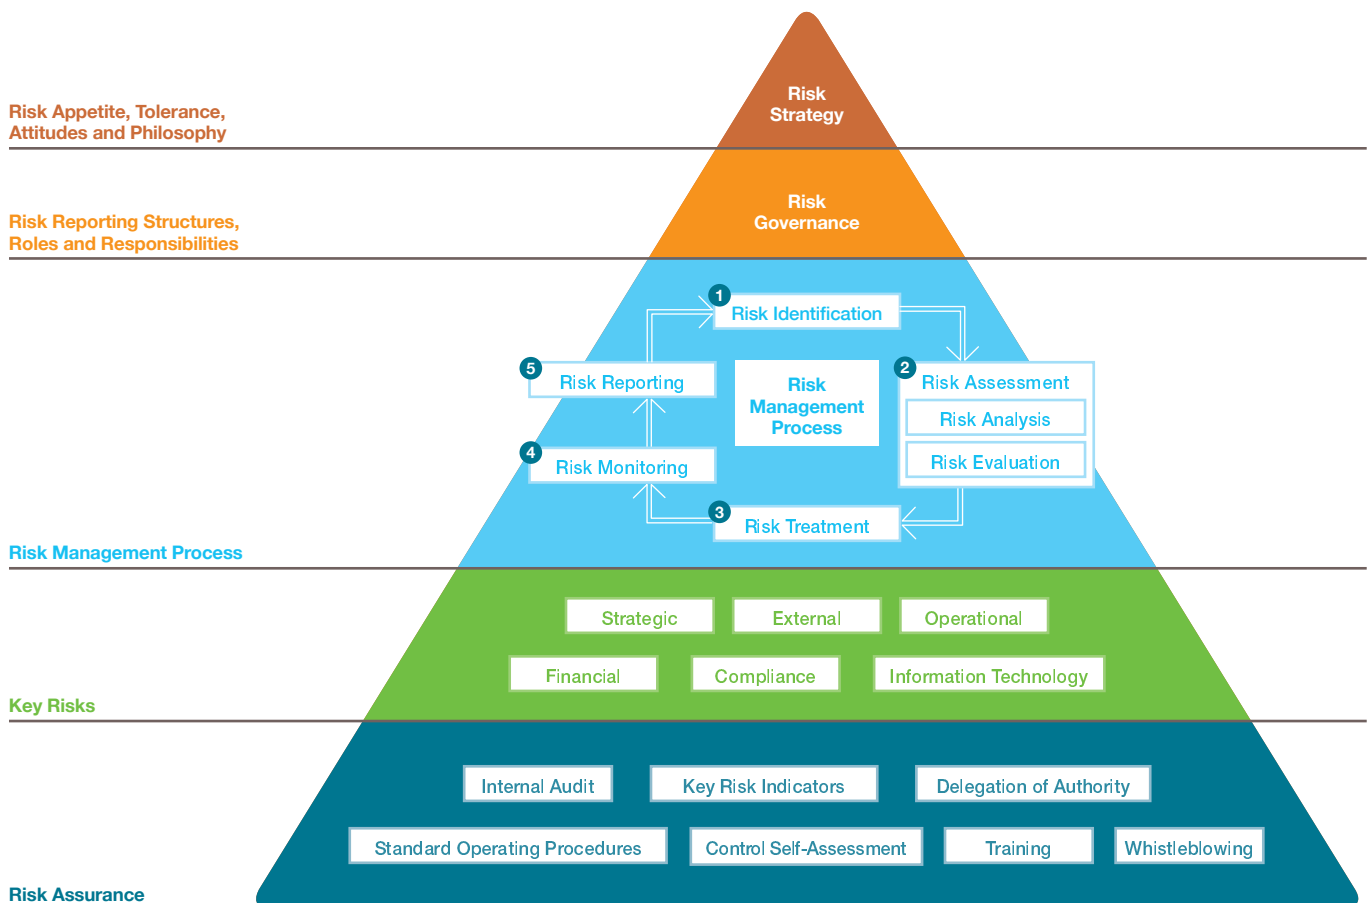 Risk
Strategy
Risk Appetite, Tolerance,
Attitudes and Philosophy
Risk
Governance
Risk Reporting Structures,
Roles and Responsibilities
1
Risk Identification
5
Risk Reporting
Risk
Management
Process
2
Risk Assessment
Risk Analysis
Risk Evaluation
4
Risk Monitoring
3
Risk Treatment
Risk Management Process
Strategic
External
Operational
Financial
Compliance
Information Technology
Key Risks
Internal Audit
Key Risk Indicators
Delegation of Authority
Standard Operating Procedures
Control Self-Assessment
Training
Whistleblowing
Risk Assurance